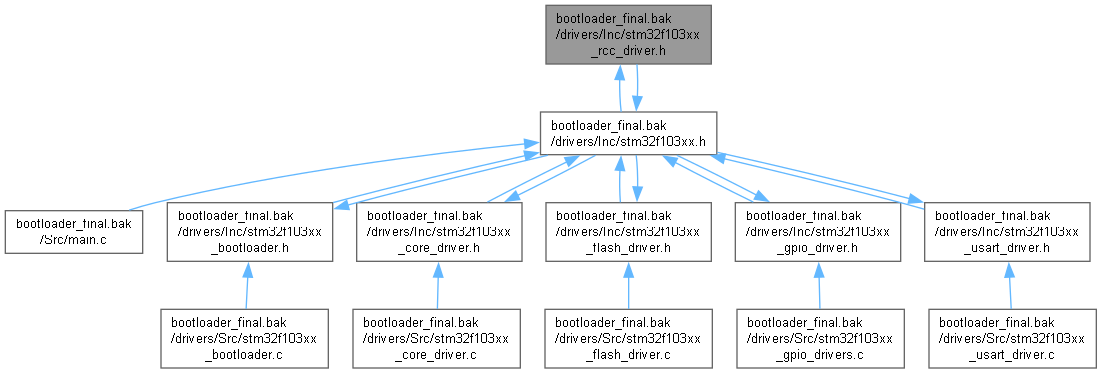 bootloader_final.bak
/drivers/Inc/stm32f103xx
_rcc_driver.h
bootloader_final.bak
/drivers/Inc/stm32f103xx.h
bootloader_final.bak
/Src/main.c
bootloader_final.bak
/drivers/Inc/stm32f103xx
_bootloader.h
bootloader_final.bak
/drivers/Inc/stm32f103xx
_core_driver.h
bootloader_final.bak
/drivers/Inc/stm32f103xx
_flash_driver.h
bootloader_final.bak
/drivers/Inc/stm32f103xx
_gpio_driver.h
bootloader_final.bak
/drivers/Inc/stm32f103xx
_usart_driver.h
bootloader_final.bak
/drivers/Src/stm32f103xx
_bootloader.c
bootloader_final.bak
/drivers/Src/stm32f103xx
_core_driver.c
bootloader_final.bak
/drivers/Src/stm32f103xx
_flash_driver.c
bootloader_final.bak
/drivers/Src/stm32f103xx
_gpio_drivers.c
bootloader_final.bak
/drivers/Src/stm32f103xx
_usart_driver.c